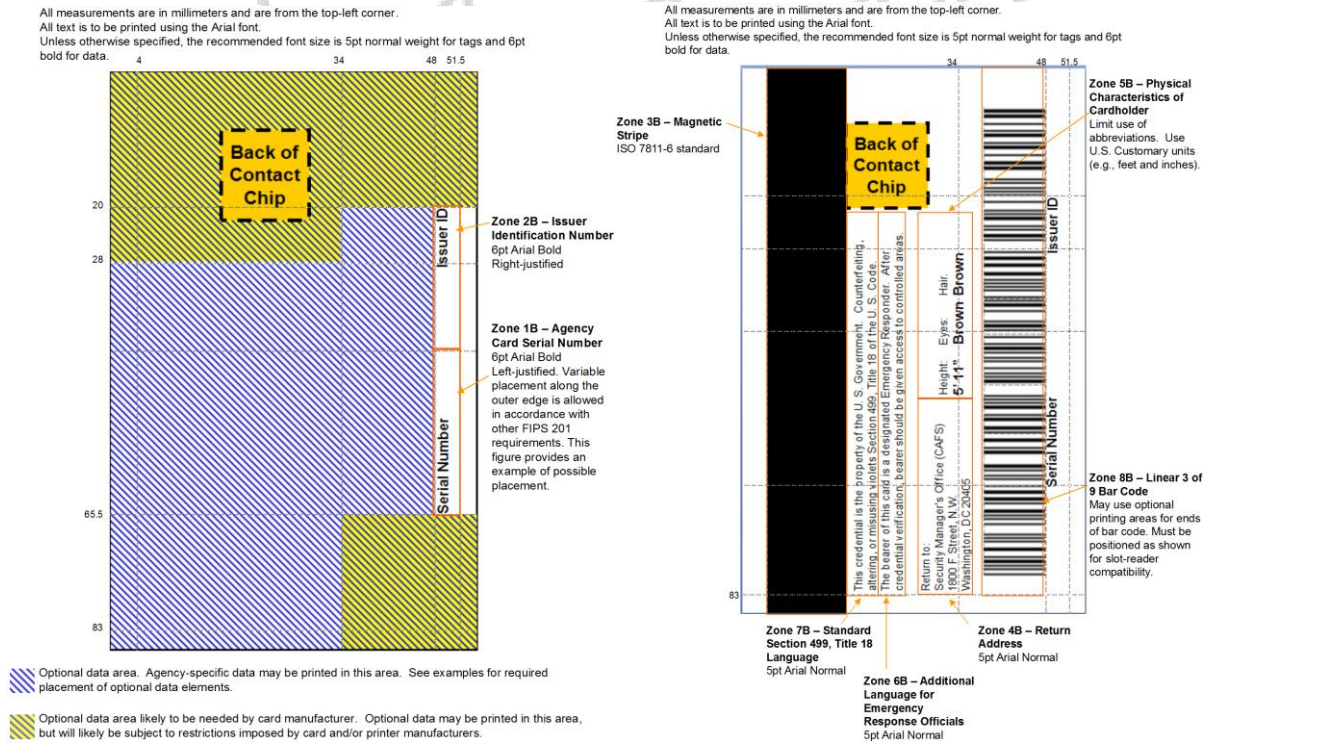 All measurements are in millimeters and are from the top-left corner.
All text is to be printed using the Arial font.
Unless otherwise specified, the recommended font size is 5pt normal weight for tags and 6pt
bold for data.
4
34
48
51.5
20
28
65.5
83
Back of
Contact
Chip
Issuer ID
Serial Number
Zone 2B – Issuer
Identification Number
6pt Arial Bold
Right-justified
Zone 1B – Agency
Card Serial Number
6pt Arial Bold
Left-justified. Variable
placement along the
outer edge is allowed
in accordance with
other FIPS 201
requirements. This
figure provides an
example of possible
placement.
Optional data area. Agency-specific data may be printed in this area. See examples for required
placement of optional data elements.
Optional data area likely to be needed by card manufacturer. Optional data may be printed in this area,
but will likely be subject to restrictions imposed by card and/or printer manufacturers.
All measurements are in millimeters and are from the top-left corner.
All text is to be printed using the Arial font.
Unless otherwise specified, the recommended font size is 5pt normal weight for tags and 6pt
bold for data.
34
48
51.5
83
Zone 3B – Magnetic
Stripe
ISO 7811-6 standard
Back of
Contact
Chip
This credential is the property of the U. S. Government. Counterfeiting,
altering, or misusing violets Section 499, Title 18 of the U. S. Code.
The bearer of this card is a designated Emergency Responder. After
credential verification, bearer should be given access to controlled areas.
Height: Eyes: Hair.
5' 11" Brown Brown
Return to:
Security Manager's Office (CAFS)
1800 F Street, N.W.
Washington, DC 20405
Issuer ID
Serial Number
Zone 5B – Physical
Characteristics of
Cardholder
Limit use of
abbreviations. Use
U.S. Customary units
(e.g., feet and inches).
Zone 8B – Linear 3 of
9 Bar Code
May use optional
printing areas for ends
of bar code. Must be
positioned as shown
for slot-reader
compatibility.
Zone 7B – Standard
Section 499, Title 18
Language
5pt Arial Normal
Zone 6B – Additional
Language for
Emergency
Response Officials
5pt Arial Normal
Zone 4B – Return
Address
5pt Arial Normal